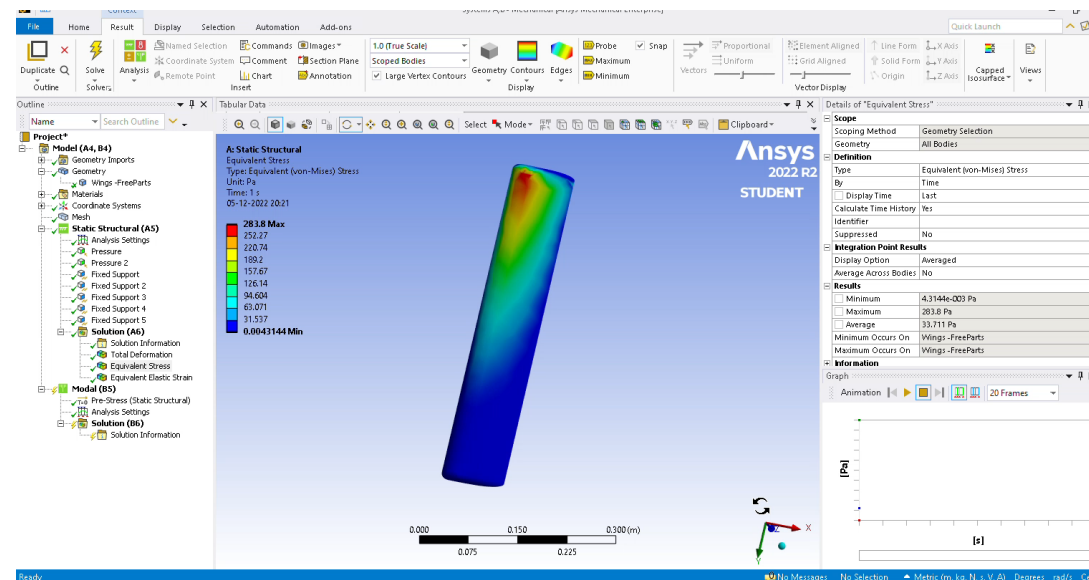 Context
Systems A,B - Mechanical [Ansys Mechanical Enterprise]
File Home Result Display Selection Automation Add-ons Quick Launch
Duplicate Q
Outline
Solve
Solvers
Analysis
Named Selection
Coordinate System
Remote Point
Commands
Comment
Chart
Images
Section Plane
Annotation
Insert
1.0 (True Scale)
Scoped Bodies
Large Vertex Contours
Geometry Contours Edges
Probe
Maximum
Minimum
Snap
Display
Vectors
Proportional
Uniform
Element Aligned
Grid Aligned
Line Form
Solid Form
Origin
X Axis
Y Axis
Z Axis
Vector Display
Capped Isosurface
Views
Outline
Name Search Outline
Project*
Model (A4, B4)
Geometry Imports
Geometry
Wings -FreeParts
Materials
Coordinate Systems
Mesh
Static Structural (A5)
Analysis Settings
Pressure
Pressure 2
Fixed Support
Fixed Support 2
Fixed Support 3
Fixed Support 4
Fixed Support 5
Solution (A6)
Solution Information
Total Deformation
Equivalent Stress
Equivalent Elastic Strain
Modal (B5)
Pre-Stress (Static Structural)
T=0
Analysis Settings
Solution (B6)
Solution Information
Tabular Data
Select Mode Clipboard
A: Static Structural
Equivalent Stress
Type: Equivalent (von-Mises) Stress
Unit: Pa
Time: 1 s
05-12-2022 20:21
283.8 Max
252.27
220.74
189.2
157.67
126.14
94.604
63.071
31.537
0.0043144 Min
Ansys
2022 R2
STUDENT
0.000 0.150 0.300 (m)
0.075 0.225
X
Y
Z
Details of "Equivalent Stress"
Scope
Scoping Method Geometry Selection
Geometry All Bodies
Definition
Type Equivalent (von-Mises) Stress
By Time
Display Time Last
Calculate Time History Yes
Identifier
Suppressed No
Integration Point Results
Display Option Averaged
Average Across Bodies No
Results
Minimum 4.3144e-003 Pa
Maximum 283.8 Pa
Average 33.711 Pa
Minimum Occurs On Wings -FreeParts
Maximum Occurs On Wings -FreeParts
Information
Graph
Animation 20 Frames
[Pa]
[s]
Ready No Messages No Selection Metric (m, kg, N, s, V, A) Degrees rad/s